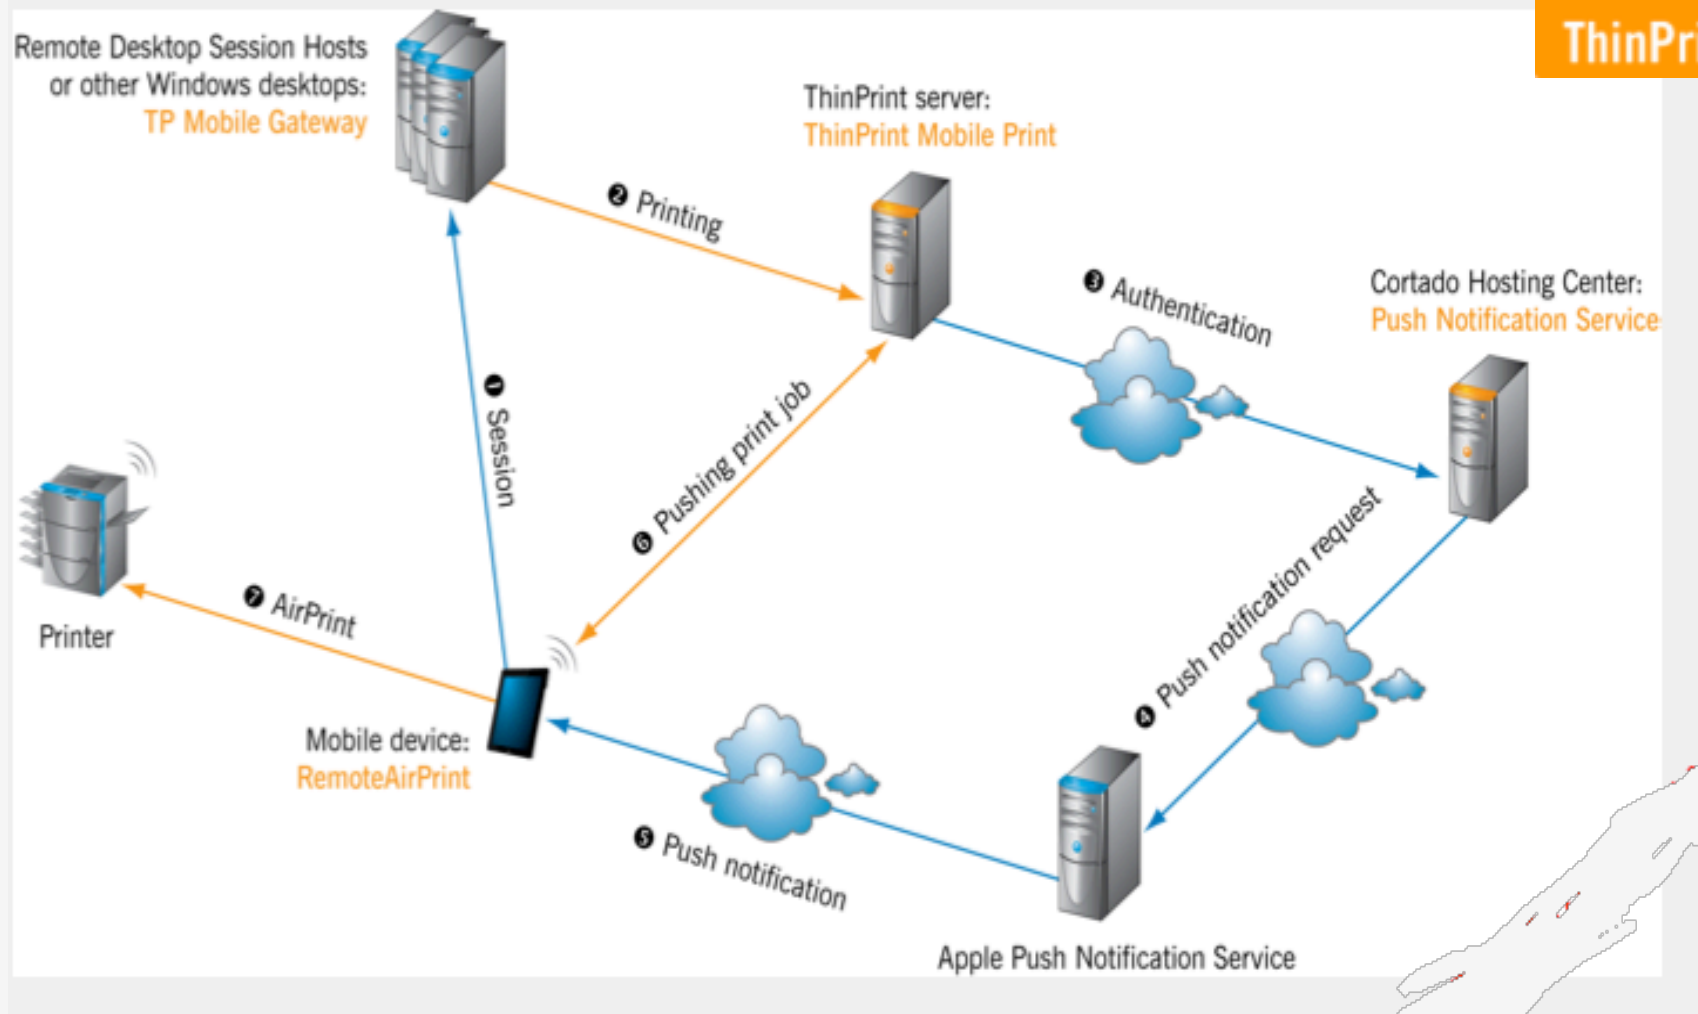 ThinPri
Remote Desktop Session Hosts
or other Windows desktops:
TP Mobile Gateway
ThinPrint server:
ThinPrint Mobile Print
❷ Printing
❸ Authentication
Cortado Hosting Center:
Push Notification Service
❶ Session
❻ Pushing print job
❹ Push notification request
❼ AirPrint
Printer
Mobile device:
RemoteAirPrint
❺ Push notification
Apple Push Notification Service